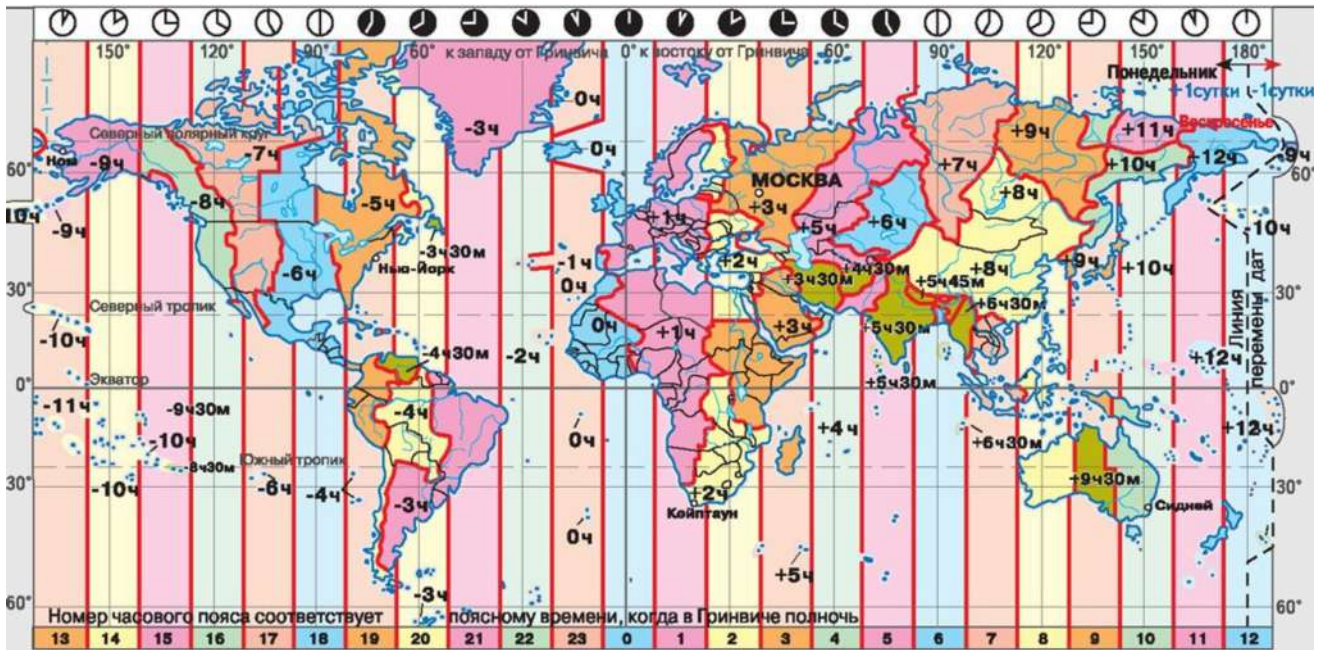 150° 120° 90° 60° к западу от Гринвича 0° к востоку от Гринвича 60° 90° 120° 150° 180°
Понедельник
+1сутки -1сутки
Воскресенье
Северный полярный круг
0ч
-3ч
0ч
-7ч
-9ч
Ном
+9ч
+11ч
+10ч
+12ч
-9ч
60°
60°
+7ч
МОСКВА
+8ч
-8ч
-5ч
+3ч
+1ч
+5ч
+6ч
10ч
-9ч
-10ч
-3ч30м
Нью-Йорк
-6ч
-1ч
0ч
+2ч
+3ч30м
+4ч30м
+5ч45м
+8ч
+9ч
+10ч
30°
30°
Северный тропик
+6ч30м
-10ч
0ч
+1ч
+3ч
+5ч30м
-4ч30м
-2ч
+12ч
Линия
перемены дат
Экватор
0°
0°
+5ч30м
-11ч
-9ч30м
-4ч
-10ч
0ч
+4ч
+6ч30м
+12ч
-8ч30м
Южный тропик
-10ч
-6ч
-4ч
-3ч
+2ч
+9ч30м
30°
30°
Кейптаун
Сидней
0ч
+5ч
-3ч
60°
60°
Номер часового пояса соответствует поясному времени, когда в Гринвиче полночь
13 14 15 16 17 18 19 20 21 22 23 0 1 2 3 4 5 6 7 8 9 10 11 12